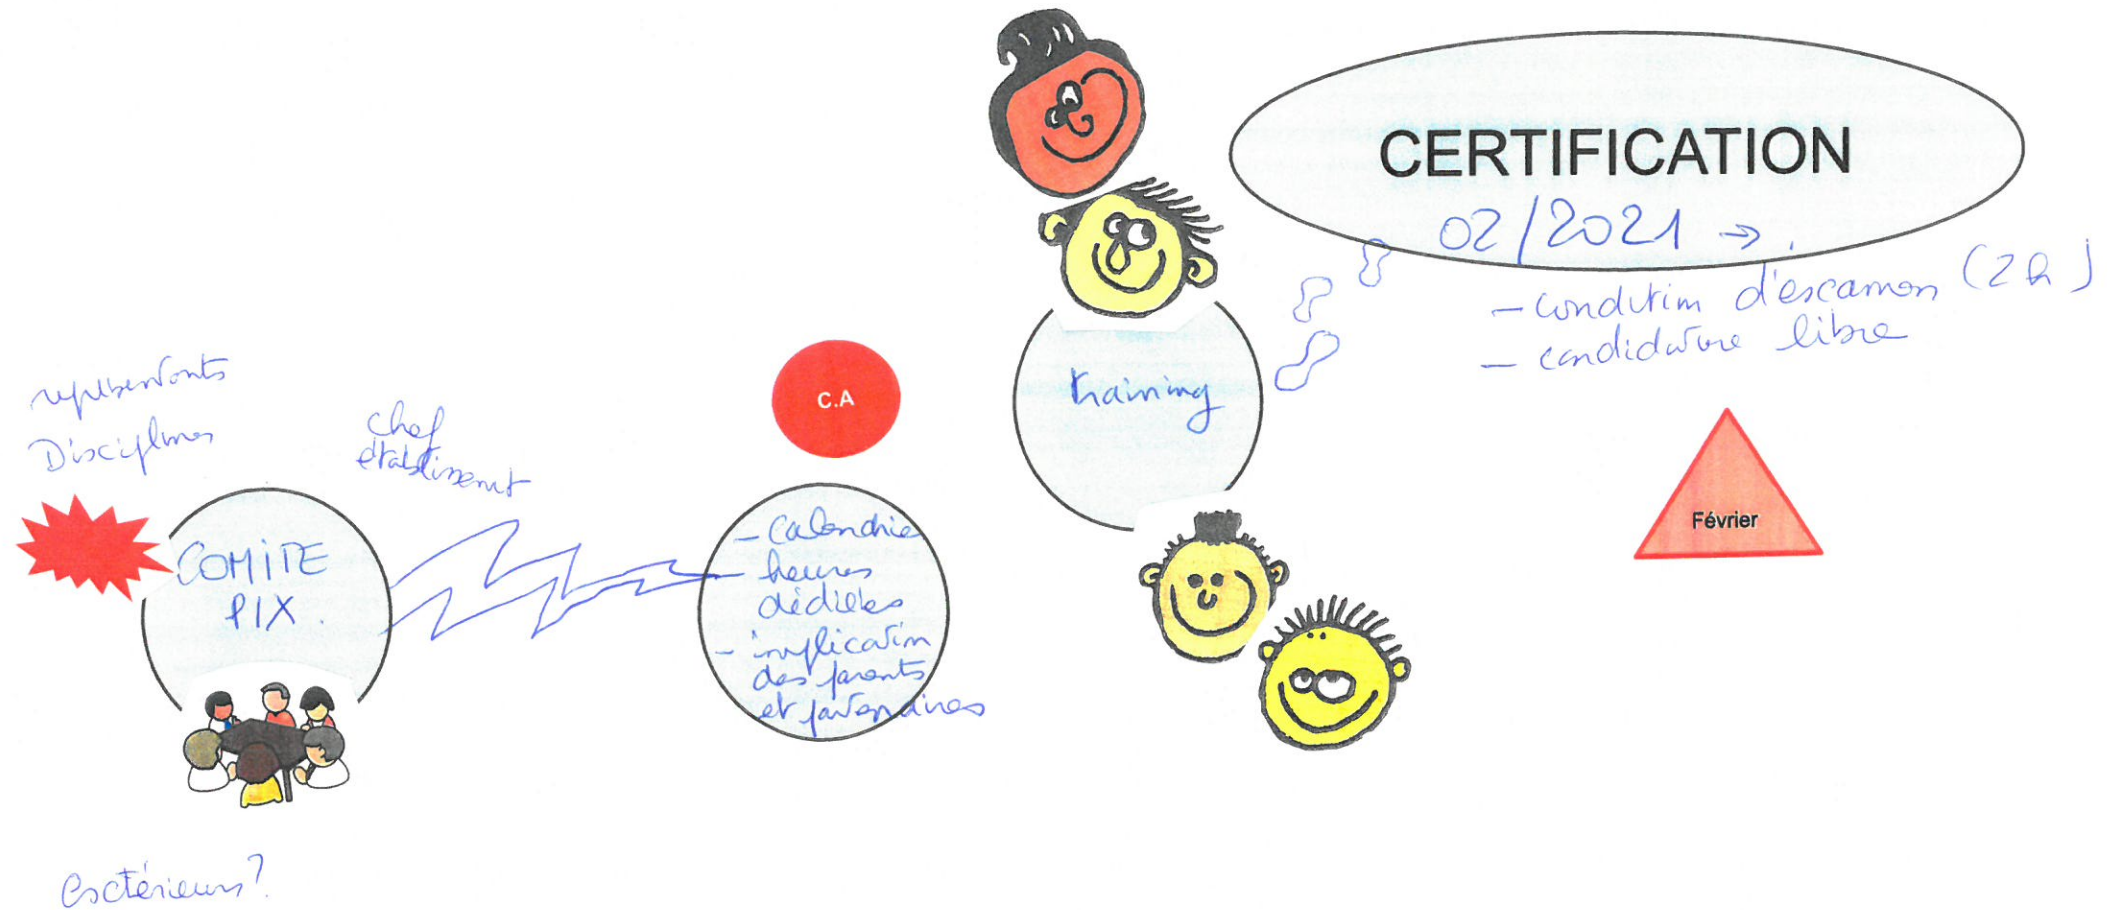 représentants
Disciplines
chef
établissement
COMITE
PIX
extérieurs?
C.A
- calendrie
heures
dédiées
- implication
des parents
et partenaires
training
CERTIFICATION
02/2021 →
- condition d'examen (2h)
- candidature libre
Février